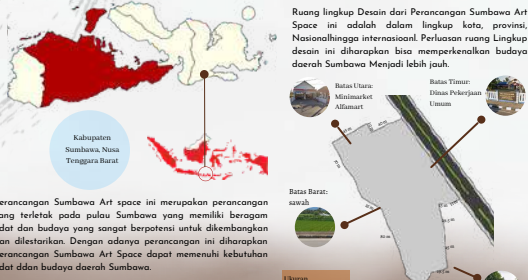 Ruang lingkup Desain dari Perancangan Sumbawa Art
Space ini adalah dalam lingkup kota, provinsi,
Nasionalhingga internasioanl. Perluasan ruang Lingkup
desain ini diharapkan bisa memperkenalkan budaya
daerah Sumbawa Menjadi lebih jauh.
Kabupaten
Sumbawa, Nusa
Tenggara Barat
erancangan Sumbawa Art space ini merupakan perancangan
ang terletak pada pulau Sumbawa yang memiliki beragam
dat dan budaya yang sangat berpotensi untuk dikembangkan
an dilestarikan. Dengan adanya perancangan ini diharapkan
erancangan Sumbawa Art Space dapat memenuhi kebutuhan
dat ddan budaya daerah Sumbawa.
Batas Utara:
Minimarket
Alfamart
Batas Timur:
Dinas Pekerjaan
Umum
Batas Barat:
sawah
Ukuran